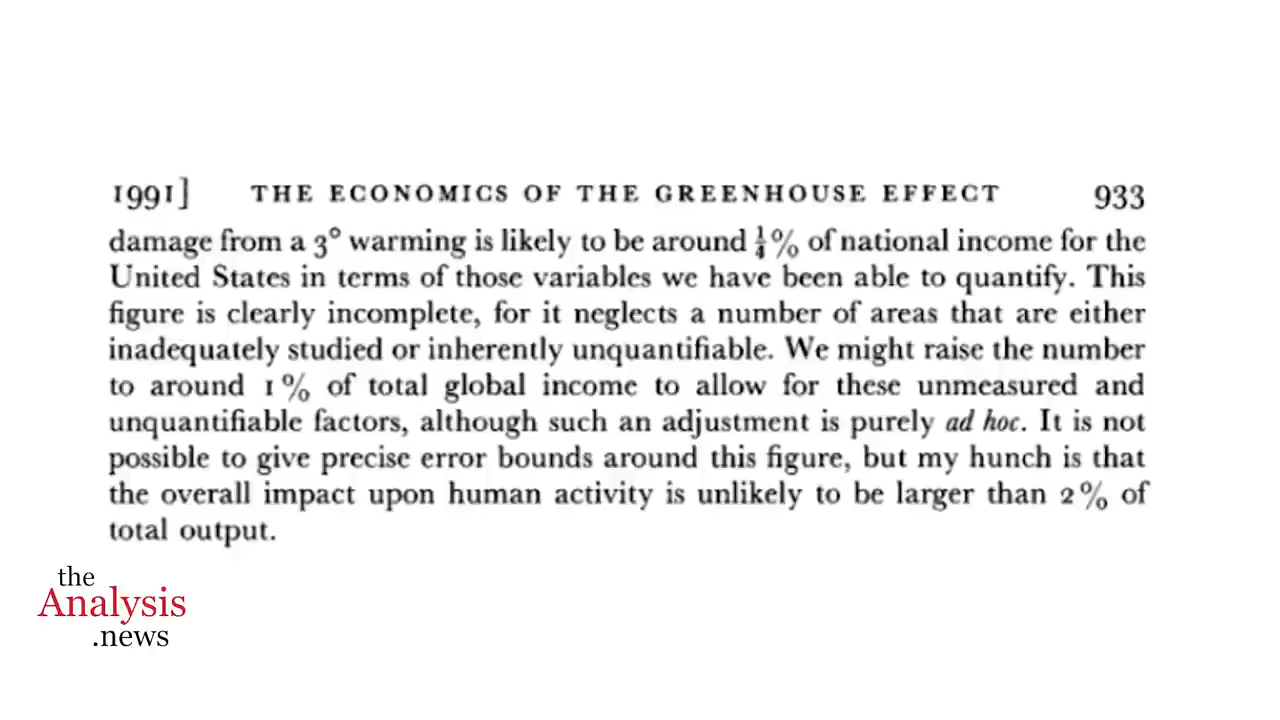 1991] THE ECONOMICS OF THE GREENHOUSE EFFECT 933
damage from a 3° warming is likely to be around ¼% of national income for the
United States in terms of those variables we have been able to quantify. This
figure is clearly incomplete, for it neglects a number of areas that are either
inadequately studied or inherently unquantifiable. We might raise the number
to around 1% of total global income to allow for these unmeasured and
unquantifiable factors, although such an adjustment is purely ad hoc. It is not
possible to give precise error bounds around this figure, but my hunch is that
the overall impact upon human activity is unlikely to be larger than 2% of
total output.
the
Analysis
.news